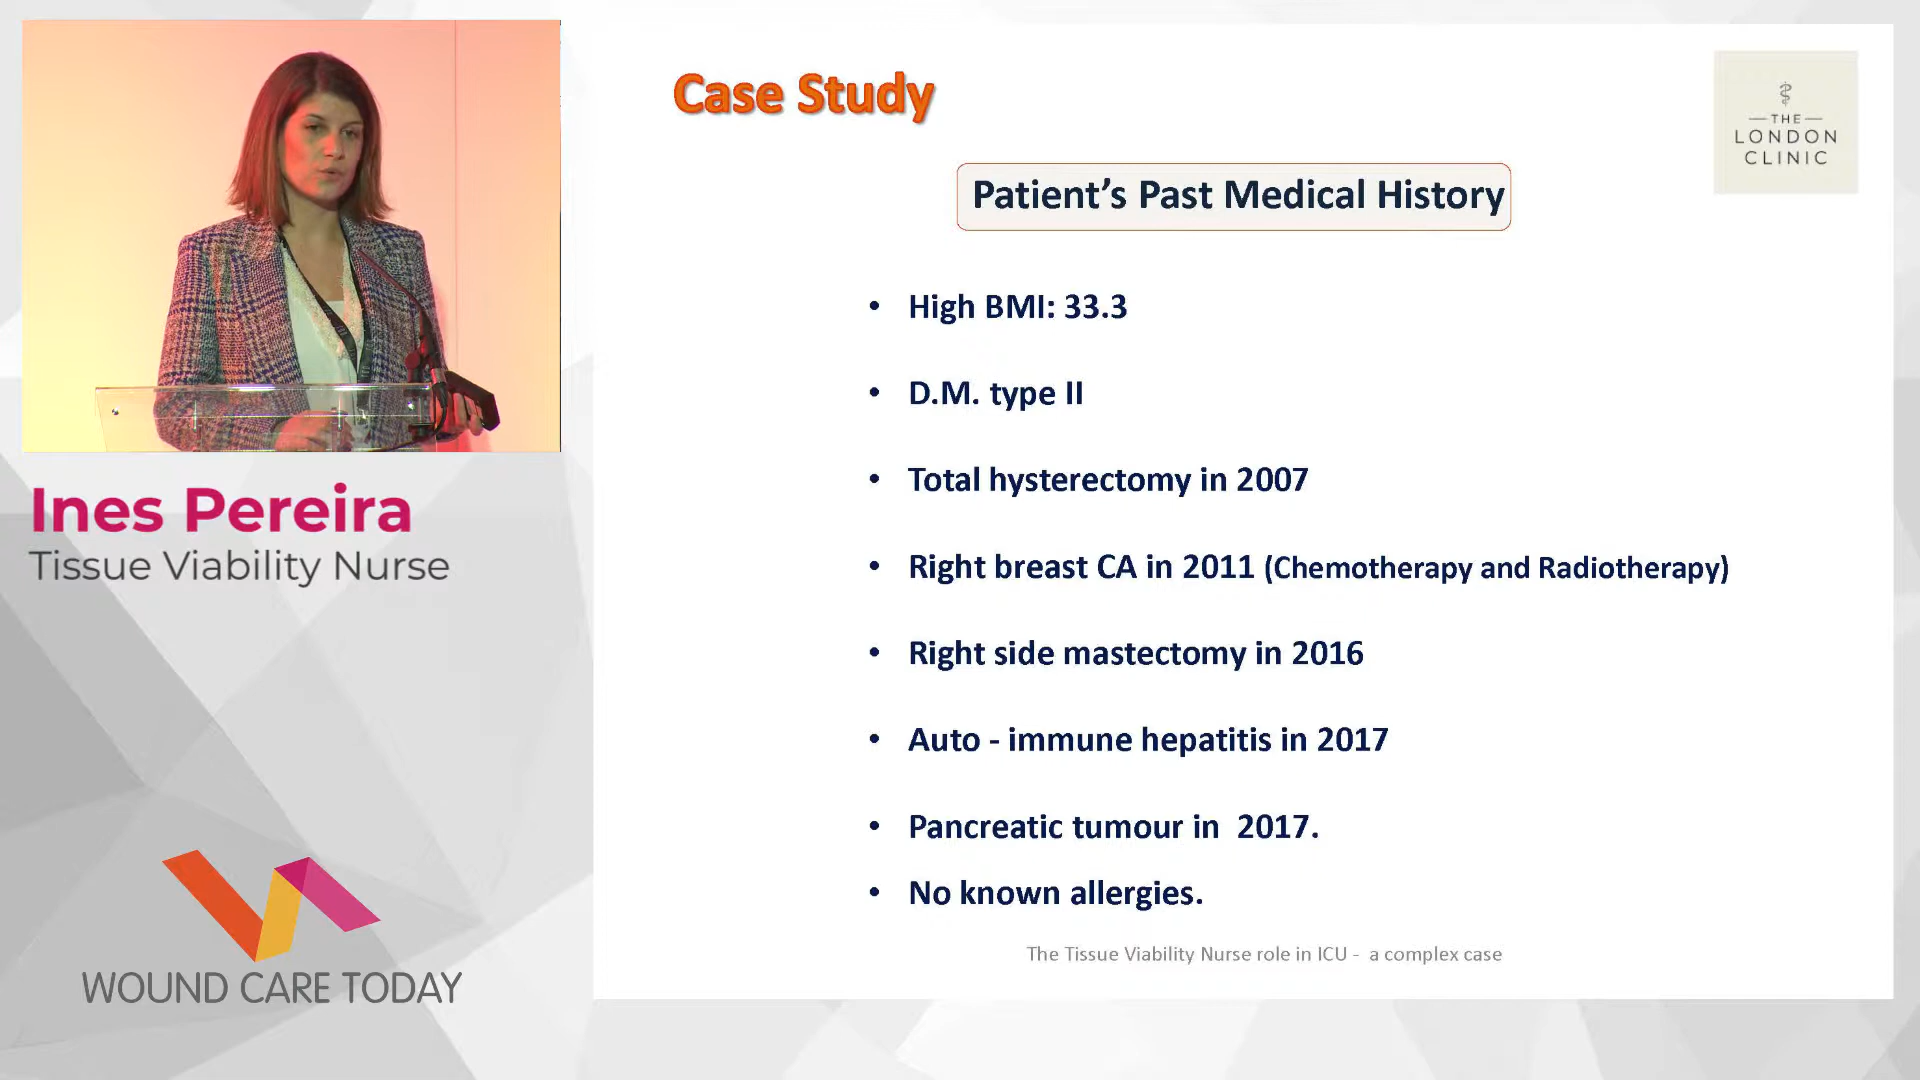 Case Study
— THE —
LONDON
CLINIC
Patient’s Past Medical History
• High BMI: 33.3
• D.M. type II
• Total hysterectomy in 2007
• Right breast CA in 2011 (Chemotherapy and Radiotherapy)
• Right side mastectomy in 2016
• Auto - immune hepatitis in 2017
• Pancreatic tumour in 2017.
• No known allergies.
The Tissue Viability Nurse role in ICU - a complex case
Ines Pereira
Tissue Viability Nurse
WOUND CARE TODAY